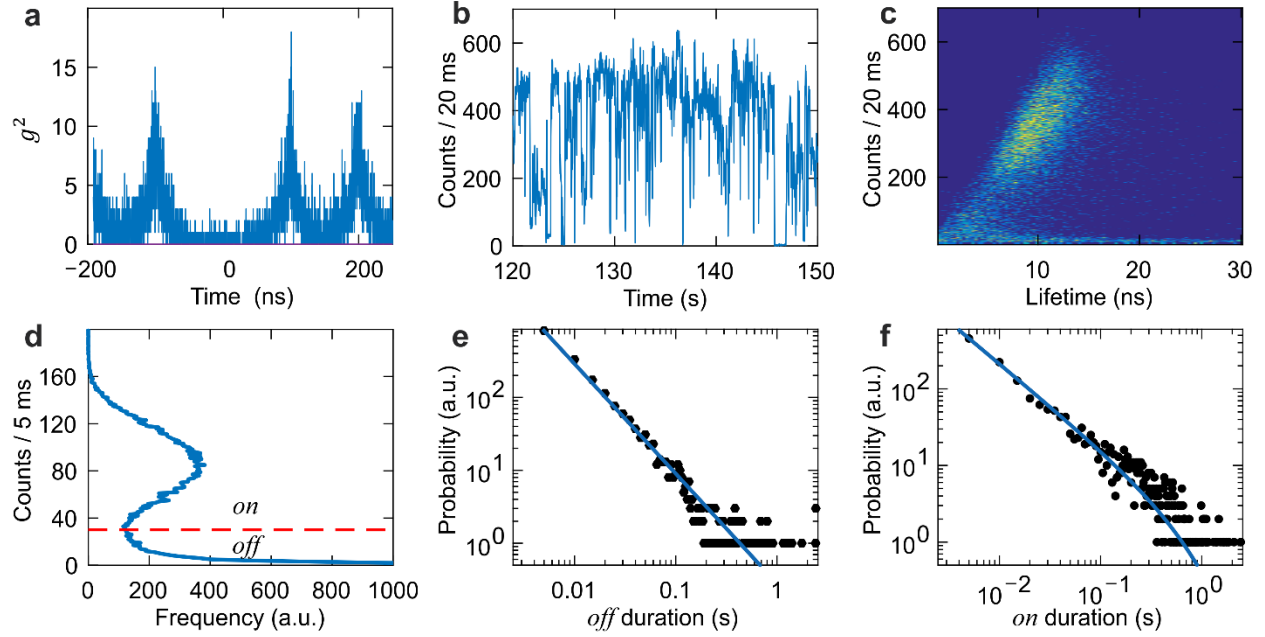 a
g²
15
10
5
0
−200
0
200
Time (ns)
b
Counts / 20 ms
600
400
200
0
120
130
140
150
Time (s)
c
Counts / 20 ms
600
400
200
10
20
30
Lifetime (ns)
d
Counts / 5 ms
160
120
80
40
0
on
off
0
200
400
600
800
1000
Frequency (a.u.)
e
Probability (a.u.)
10²
10¹
10⁰
0.01
0.1
1
off duration (s)
f
Probability (a.u.)
10²
10¹
10⁰
10⁻²
10⁻¹
10⁰
on duration (s)